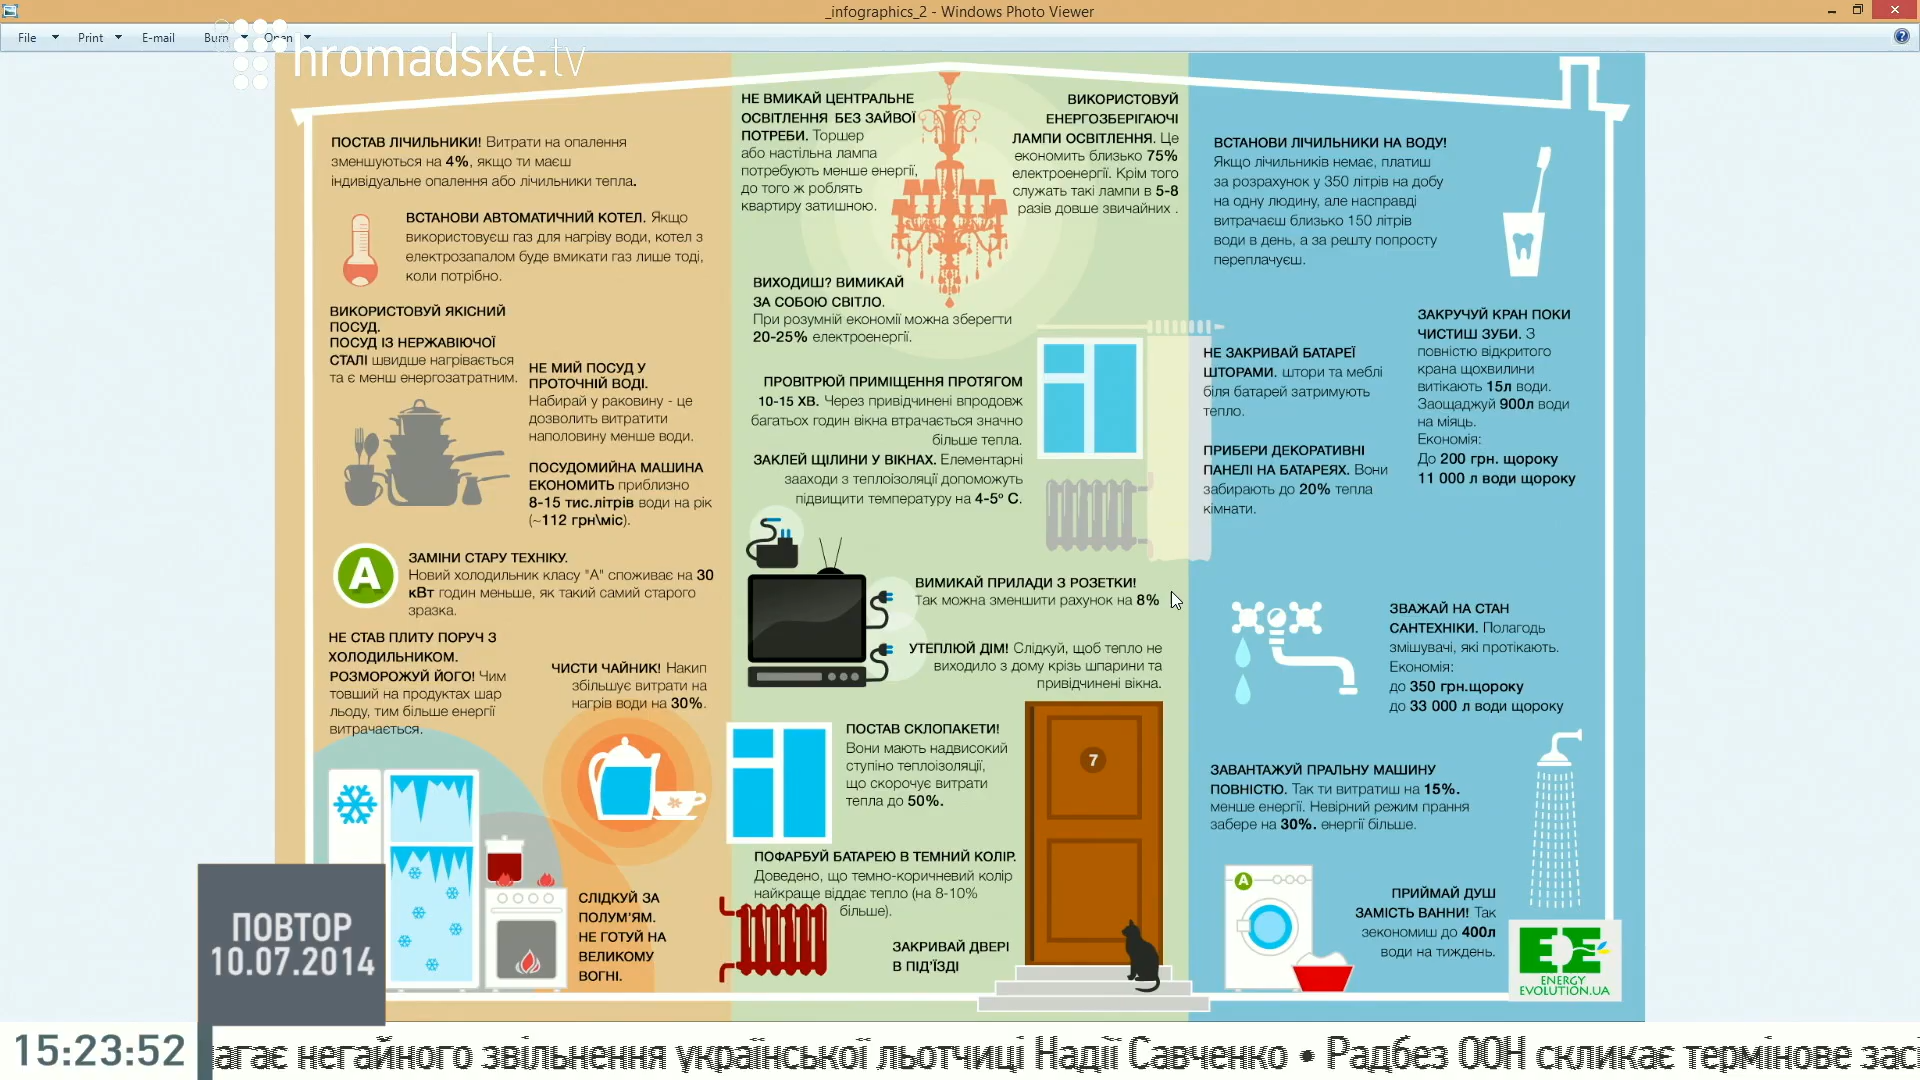 _infographics_2 - Windows Photo Viewer
File Print E-mail Burn Open
hromadske.tv
ПОСТАВ ЛІЧИЛЬНИКИ! Витрати на опалення
зменшуються на 4%, якщо ти маєш
індивідуальне опалення або лічильники тепла.
ВСТАНОВИ АВТОМАТИЧНИЙ КОТЕЛ. Якщо
використовуєш газ для нагріву води, котел з
електрозапалом буде вмикати газ лише тоді,
коли потрібно.
ВИКОРИСТОВУЙ ЯКІСНИЙ
ПОСУД.
ПОСУД ІЗ НЕРЖАВІЮЧОЇ
СТАЛІ швидше нагрівається
та є менш енергозатратним.
НЕ МИЙ ПОСУД У
ПРОТОЧНІЙ ВОДІ.
Набирай у раковину - це
дозволить витратити
наполовину менше води.
ПОСУДОМИЙНА МАШИНА
ЕКОНОМИТЬ приблизно
8-15 тис.літрів води на рік
(~112 грн\міс).
A
ЗАМІНИ СТАРУ ТЕХНІКУ.
Новий холодильник класу "А" споживає на 30
кВт годин меньше, як такий самий старого
зразка.
НЕ СТАВ ПЛИТУ ПОРУЧ З
ХОЛОДИЛЬНИКОМ.
РОЗМОРОЖУЙ ЙОГО! Чим
товший на продуктах шар
льоду, тим більше енергії
витрачається.
ЧИСТИ ЧАЙНИК! Накип
збільшує витрати на
нагрів води на 30%.
СЛІДКУЙ ЗА
ПОЛУМ'ЯМ.
НЕ ГОТУЙ НА
ВЕЛИКОМУ
ВОГНІ.
НЕ ВМИКАЙ ЦЕНТРАЛЬНЕ
ОСВІТЛЕННЯ БЕЗ ЗАЙВОЇ
ПОТРЕБИ. Торшер
або настільна лампа
потребують менше енергії,
до того ж роблять
квартиру затишною.
ВИКОРИСТОВУЙ
ЕНЕРГОЗБЕРІГАЮЧІ
ЛАМПИ ОСВІТЛЕННЯ. Це
економить близько 75%
електроенергії. Крім того
служать такі лампи в 5-8
разів довше звичайних .
ВИХОДИШ? ВИМИКАЙ
ЗА СОБОЮ СВІТЛО.
При розумній економії можна зберегти
20-25% електроенергії.
ПРОВІТРЮЙ ПРИМІЩЕННЯ ПРОТЯГОМ
10-15 ХВ. Через привідчинені впродовж
багатьох годин вікна втрачається значно
більше тепла.
ЗАКЛЕЙ ЩІЛИНИ У ВІКНАХ. Елементарні
зааходи з теплоізоляції допоможуть
підвищити температуру на 4-5º С.
ВИМИКАЙ ПРИЛАДИ З РОЗЕТКИ!
Так можна зменшити рахунок на 8%
УТЕПЛЮЙ ДІМ! Слідкуй, щоб тепло не
виходило з дому крізь шпарини та
привідчинені вікна.
ПОСТАВ СКЛОПАКЕТИ!
Вони мають надвисокий
ступіно теплоізоляції,
що скорочує витрати
тепла до 50%.
7
ПОФАРБУЙ БАТАРЕЮ В ТЕМНИЙ КОЛІР.
Доведено, що темно-коричневий колір
найкраще віддає тепло (на 8-10%
більше).
ЗАКРИВАЙ ДВЕРІ
В ПІД'ЇЗДІ
ВСТАНОВИ ЛІЧИЛЬНИКИ НА ВОДУ!
Якщо лічильників немає, платиш
за розрахунок у 350 літрів на добу
на одну людину, але насправді
витрачаєш близько 150 літрів
води в день, а за решту попросту
переплачуєш.
НЕ ЗАКРИВАЙ БАТАРЕЇ
ШТОРАМИ. штори та меблі
біля батарей затримують
тепло.
ПРИБЕРИ ДЕКОРАТИВНІ
ПАНЕЛІ НА БАТАРЕЯХ. Вони
забирають до 20% тепла
кімнати.
ЗАКРУЧУЙ КРАН ПОКИ
ЧИСТИШ ЗУБИ. З
повністю відкритого
крана щохвилини
витікають 15л води.
Заощаджуй 900л води
на міяць.
Економія:
До 200 грн. щороку
11 000 л води щороку
ЗВАЖАЙ НА СТАН
САНТЕХНІКИ. Полагодь
змішувачі, які протікають.
Економія:
до 350 грн.щороку
до 33 000 л води щороку
ЗАВАНТАЖУЙ ПРАЛЬНУ МАШИНУ
ПОВНІСТЮ. Так ти витратиш на 15%.
менше енергії. Невірний режим прання
забере на 30%. енергії більше.
A
ПРИЙМАЙ ДУШ
ЗАМІСТЬ ВАННИ! Так
зекономиш до 400л
води на тиждень.
EE
ENERGY
EVOLUTION.UA
ПОВТОР
10.07.2014
15:23:52
агає негайного звільнення української льотчиці Надії Савченко • Радбез ООН скликає термінове засі